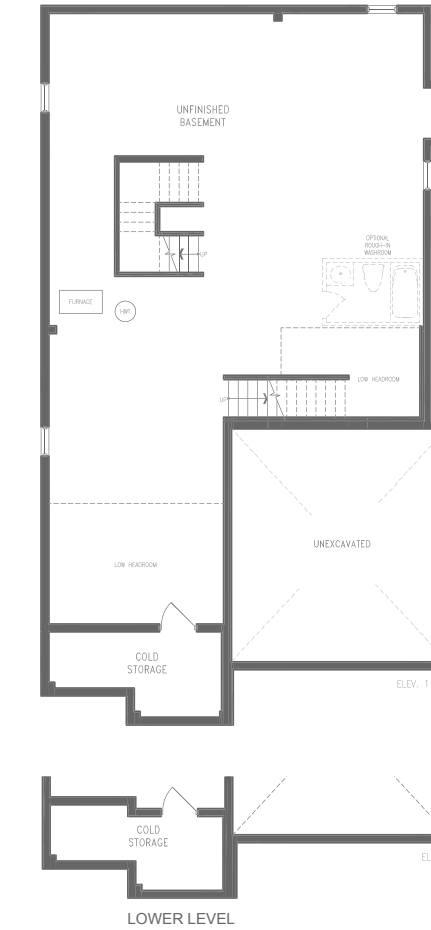 UNFINISHED
BASEMENT
OPTIONAL
ROUGH-IN
WASHROOM
UP
FURNACE
HWT
LOW HEADROOM
UP
UNEXCAVATED
LOW HEADROOM
COLD
STORAGE
ELEV. 1
COLD
STORAGE
EL
LOWER LEVEL